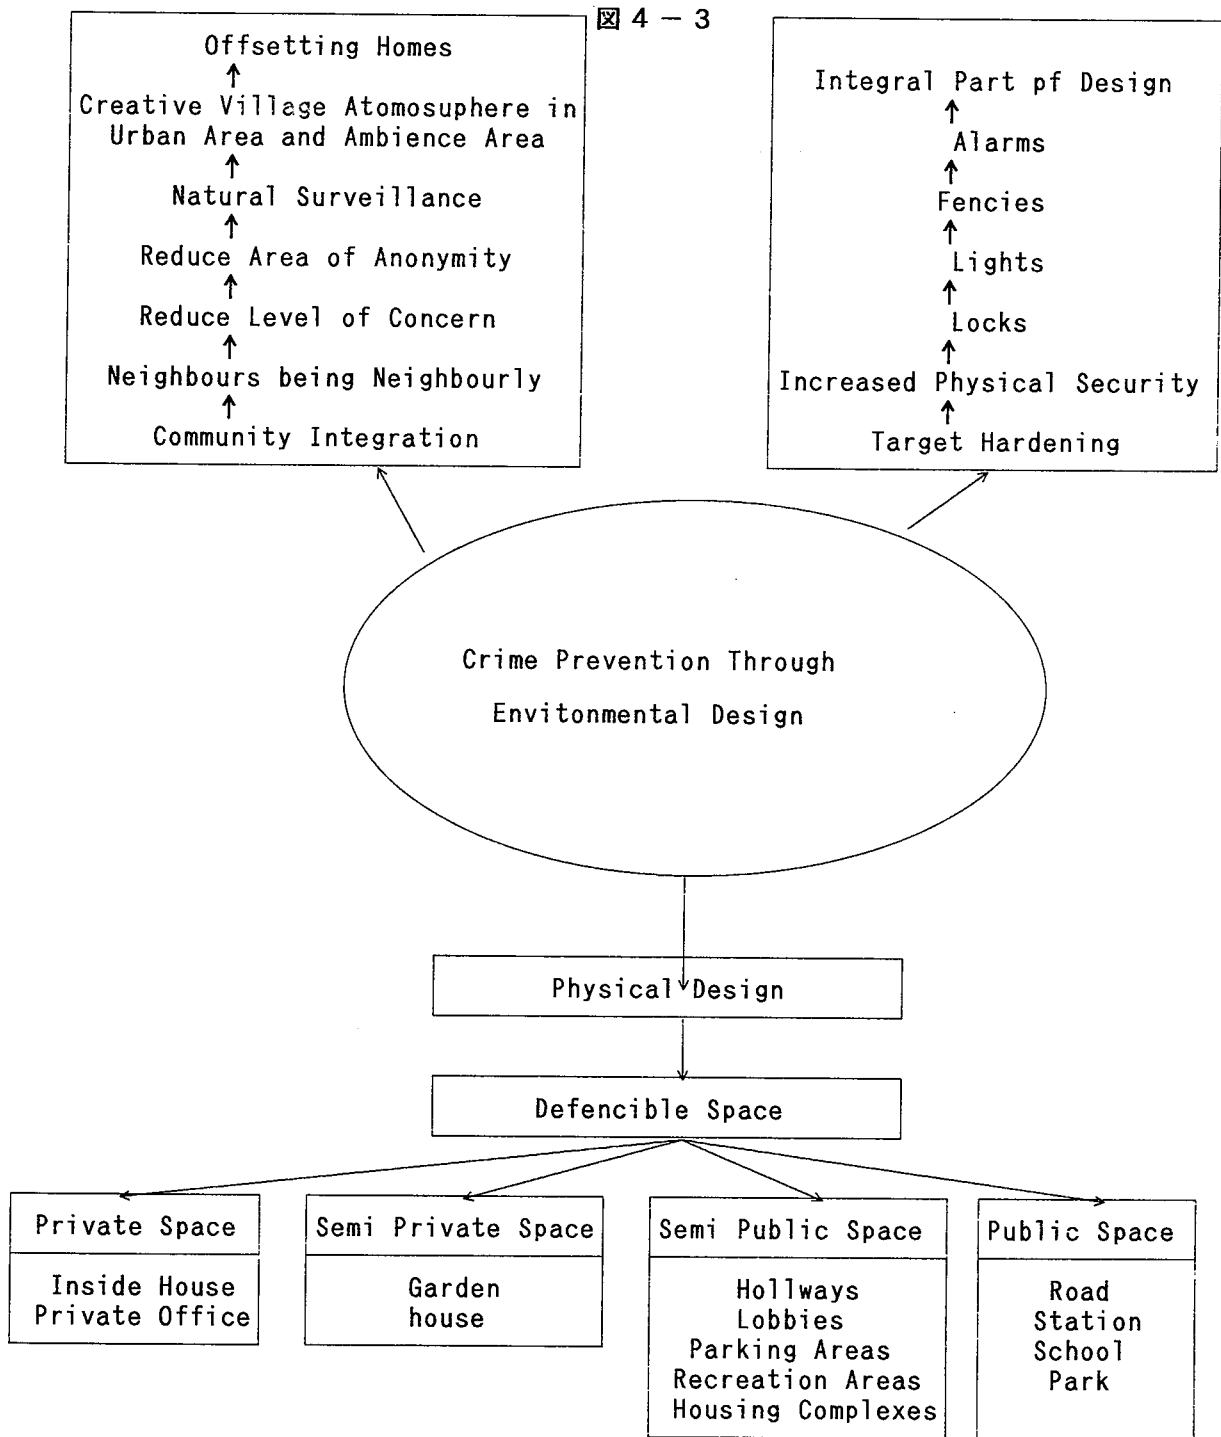 図4-3
Offsetting Homes
Creative Village Atomosuphere in
Urban Area and Ambience Area
Natural Surveillance
Reduce Area of Anonymity
Reduce Level of Concern
Neighbours being Neighbourly
Community Integration
Integral Part pf Design
Alarms
Fencies
Lights
Locks
Increased Physical Security
Target Hardening
Crime Prevention Through
Envitonmental Design
Physical Design
Defencible Space
Private Space
Inside House
Private Office
Semi Private Space
Garden
house
Semi Public Space
Hollways
Lobbies
Parking Areas
Recreation Areas
Housing Complexes
Public Space
Road
Station
School
Park